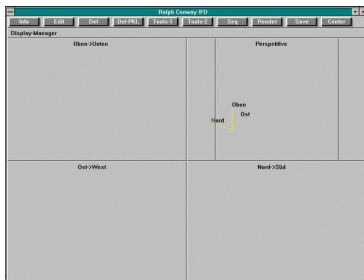 Ralph Conway IFD
Info Edit Del Del-PKL Tools-1 Tools-2 Seq Render Save Center
Display-Manager
Oben->Unten Perspektive
Oben
Ost
Nord
Ost->West Nord->Süd